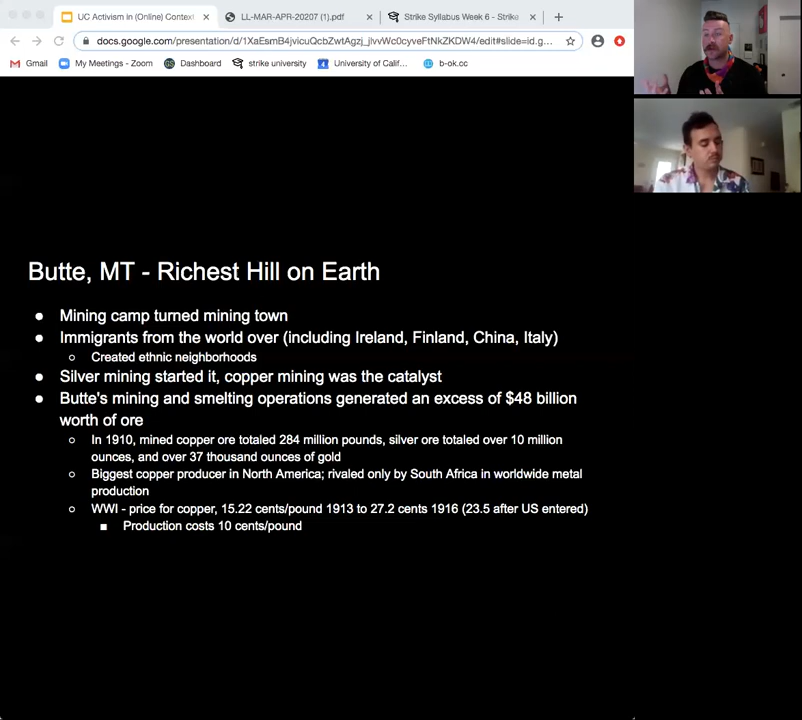 UC Activism In (Online) Context
LL-MAR-APR-20207 (1).pdf
Strike Syllabus Week 6 - Strike
docs.google.com/presentation/d/1XaEsmB4jvicuQcbZwtAgzj_jlvvWc0cyveFtNkZKDW4/edit#slide=id.g...
Gmail
My Meetings - Zoom
Dashboard
strike university
University of Calif...
b-ok.cc
Butte, MT - Richest Hill on Earth
Mining camp turned mining town
Immigrants from the world over (including Ireland, Finland, China, Italy)
Created ethnic neighborhoods
Silver mining started it, copper mining was the catalyst
Butte's mining and smelting operations generated an excess of $48 billion
worth of ore
In 1910, mined copper ore totaled 284 million pounds, silver ore totaled over 10 million
ounces, and over 37 thousand ounces of gold
Biggest copper producer in North America; rivaled only by South Africa in worldwide metal
production
WWI - price for copper, 15.22 cents/pound 1913 to 27.2 cents 1916 (23.5 after US entered)
Production costs 10 cents/pound